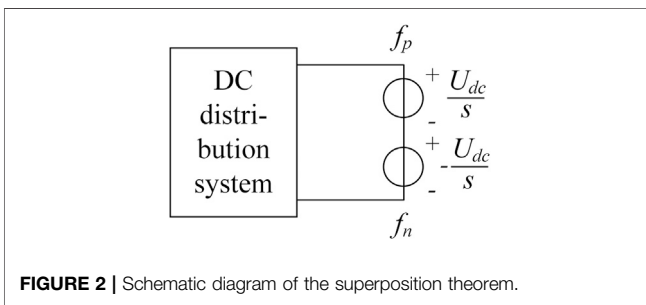 f_p
DC
distri-
bution
system
+
U_dc
s
-
+
-U_dc
s
-
f_n
FIGURE 2 | Schematic diagram of the superposition theorem.